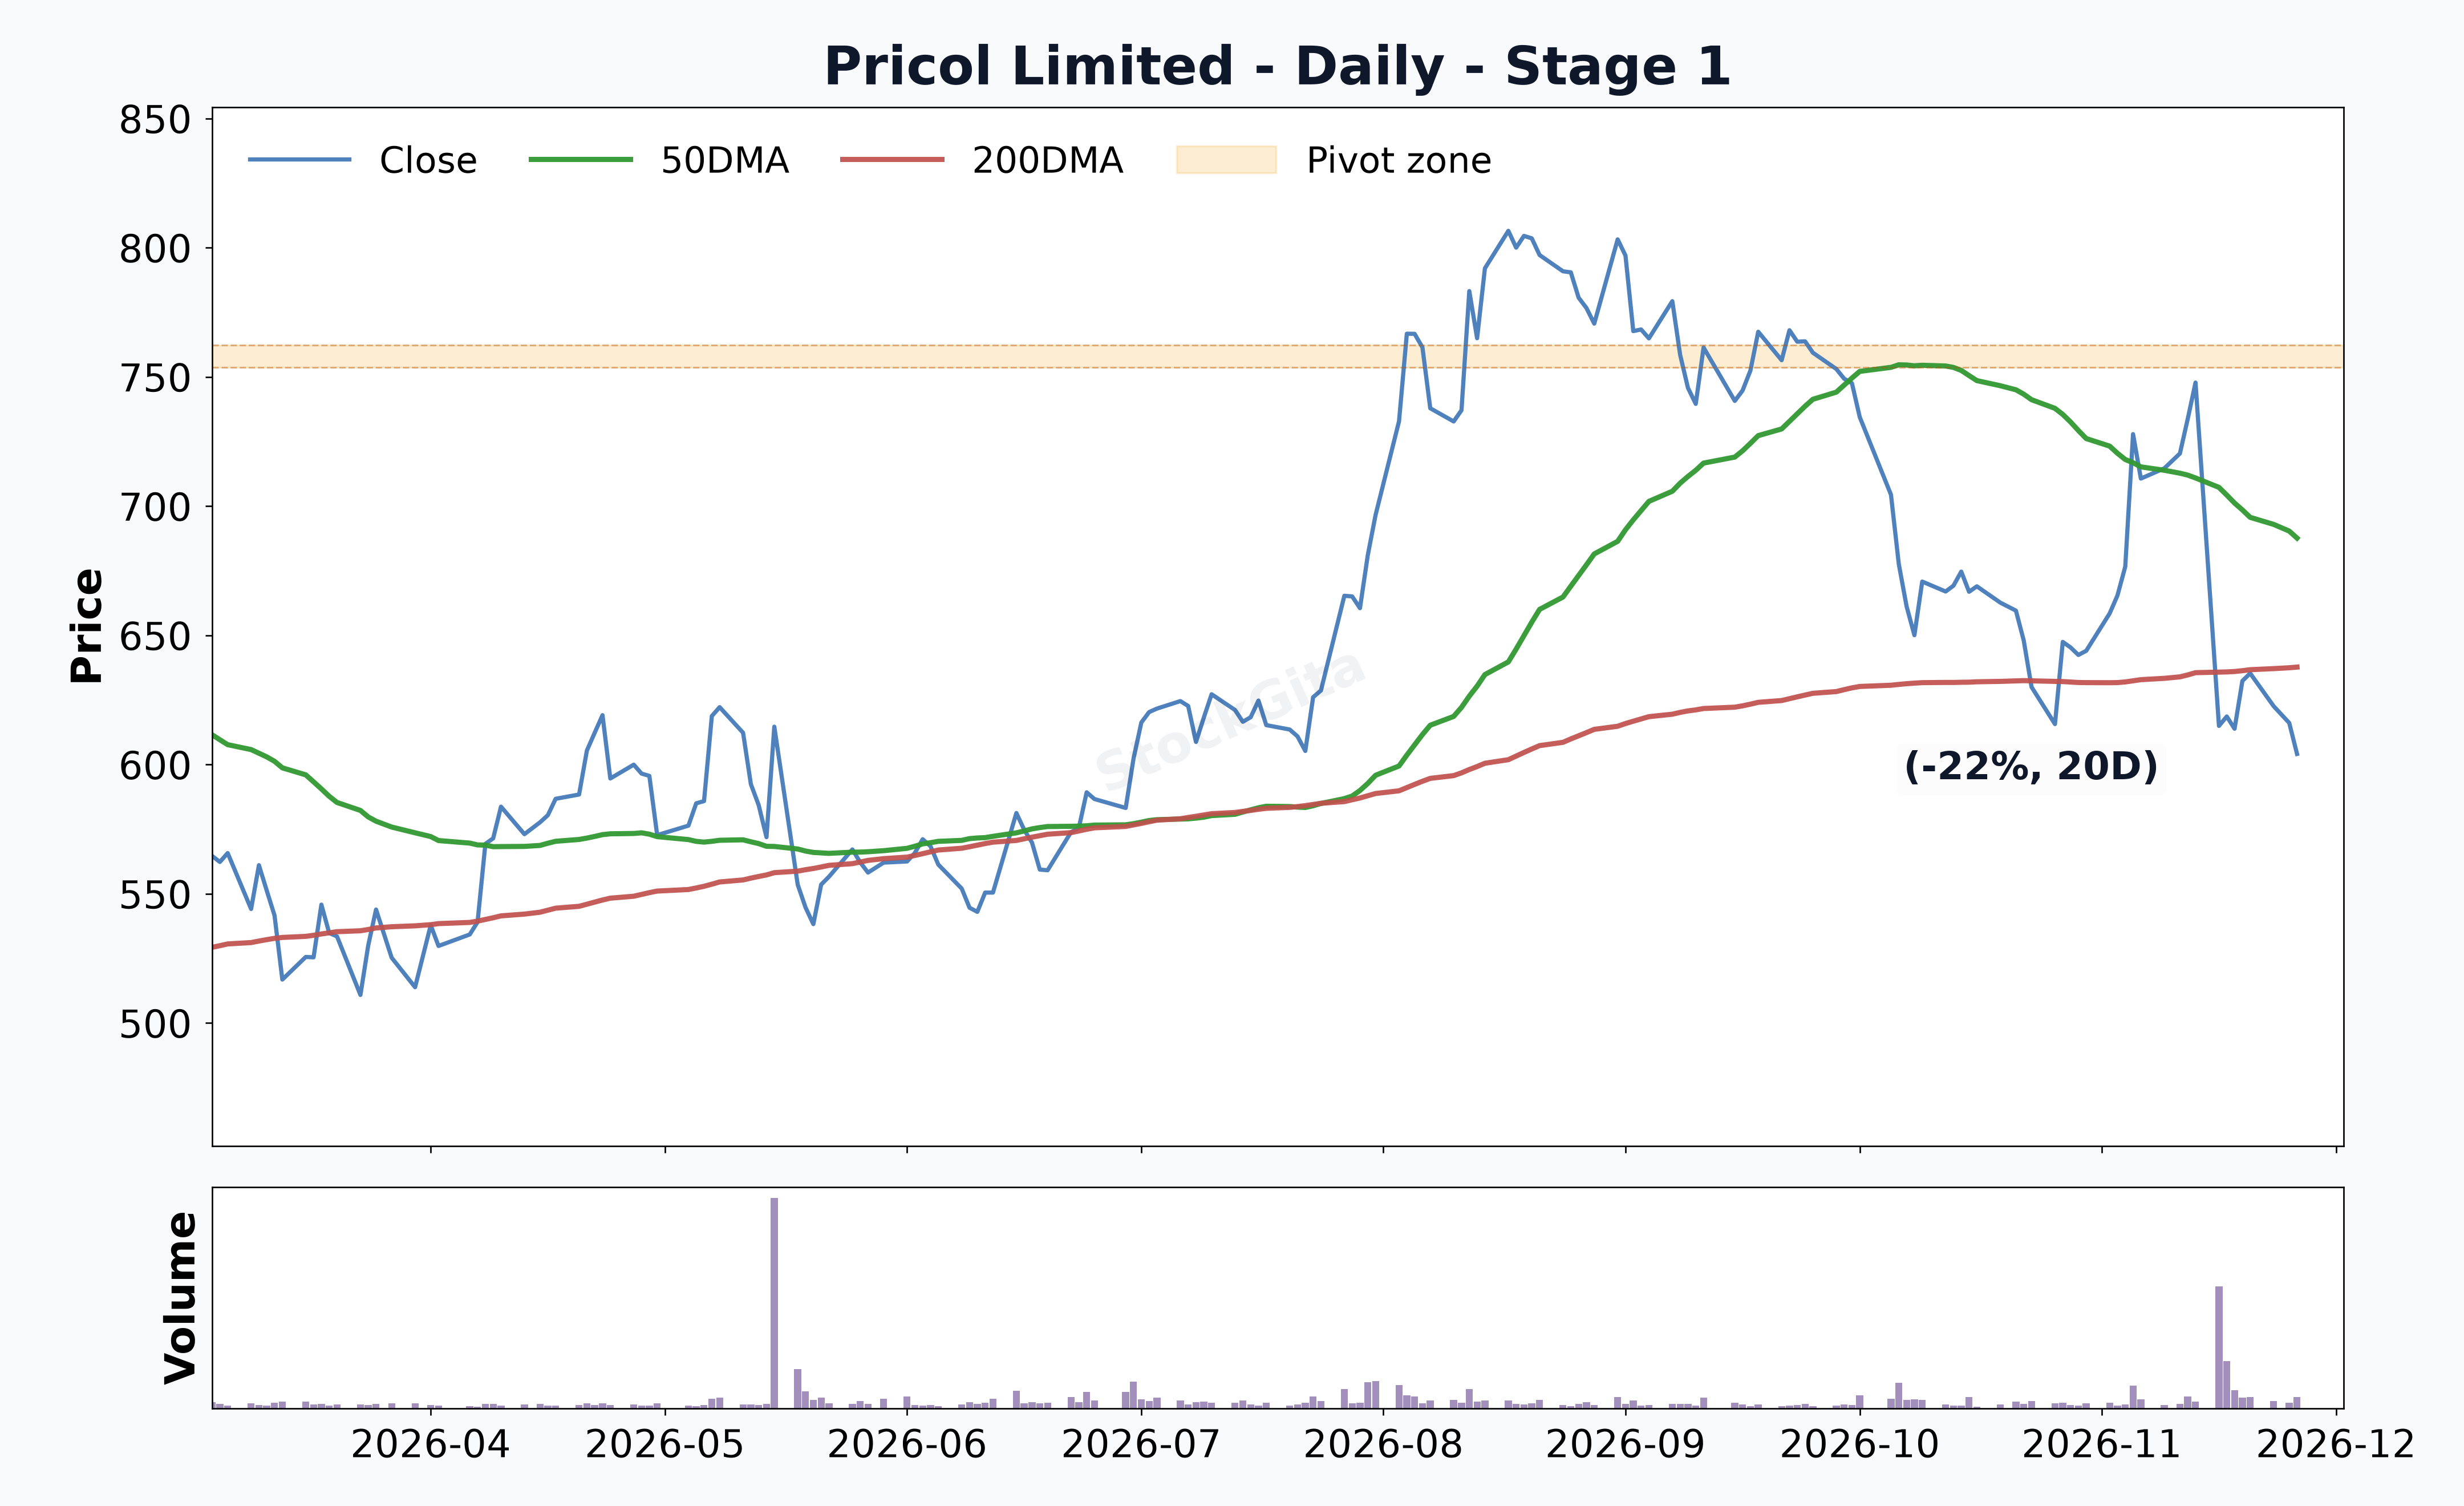 Pricol Limited - Daily - Stage 1
Close 50DMA 200DMA Pivot zone
850
800
750
700
650
600
550
500
Price
StockGita
(-22%, 20D)
Volume
2026-04 2026-05 2026-06 2026-07 2026-08 2026-09 2026-10 2026-11 2026-12